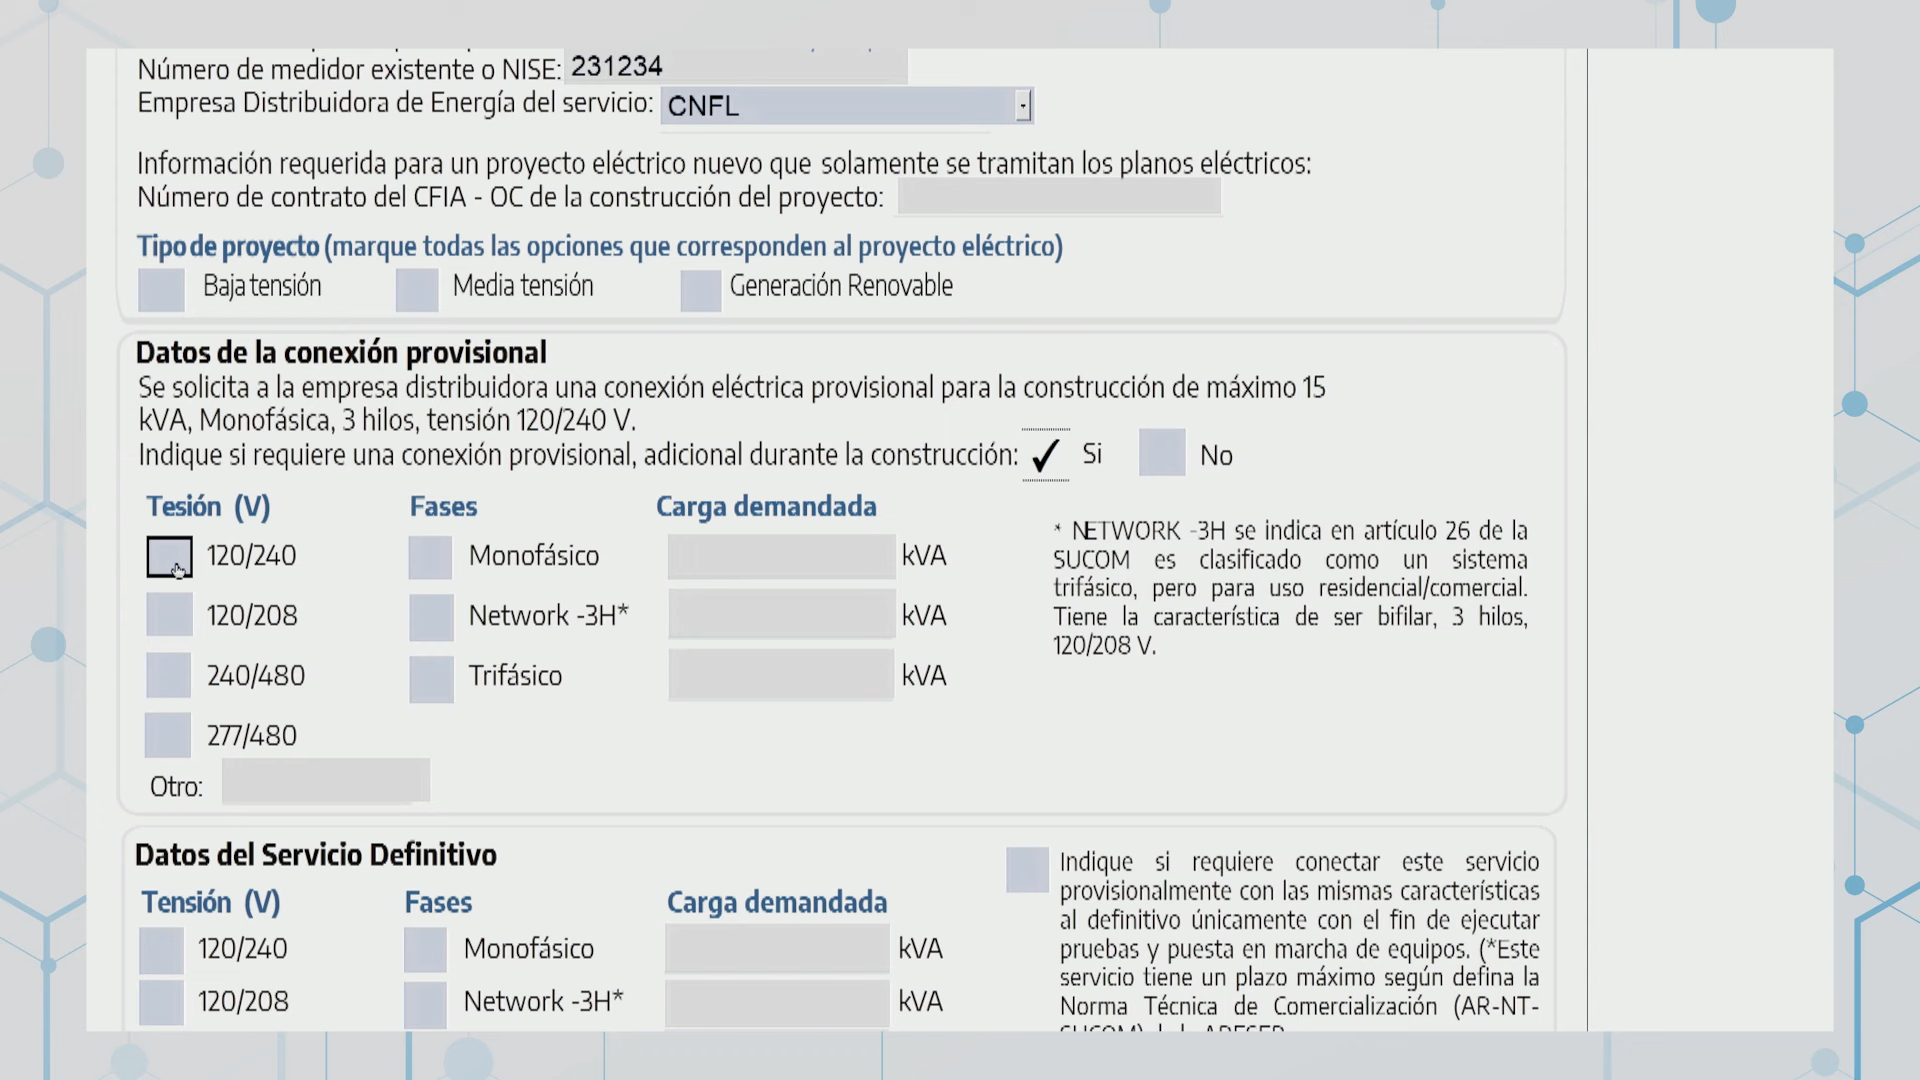 Número de medidor existente o NISE: 231234
Empresa Distribuidora de Energía del servicio: CNFL
Información requerida para un proyecto eléctrico nuevo que solamente se tramitan los planos eléctricos:
Número de contrato del CFIA - OC de la construcción del proyecto:
Tipo de proyecto (marque todas las opciones que corresponden al proyecto eléctrico)
Baja tensión Media tensión Generación Renovable
Datos de la conexión provisional
Se solicita a la empresa distribuidora una conexión eléctrica provisional para la construcción de máximo 15
kVA, Monofásica, 3 hilos, tensión 120/240 V.
Indique si requiere una conexión provisional, adicional durante la construcción: ✓ Si No
Tesión (V) Fases Carga demandada
120/240 Monofásico kVA
120/208 Network -3H* kVA
240/480 Trifásico kVA
277/480
Otro:
* NETWORK -3H se indica en artículo 26 de la
SUCOM es clasificado como un sistema
trifásico, pero para uso residencial/comercial.
Tiene la característica de ser bifilar, 3 hilos,
120/208 V.
Datos del Servicio Definitivo
Tensión (V) Fases Carga demandada
120/240 Monofásico kVA
120/208 Network -3H* kVA
Indique si requiere conectar este servicio
provisionalmente con las mismas características
al definitivo únicamente con el fin de ejecutar
pruebas y puesta en marcha de equipos. (*Este
servicio tiene un plazo máximo según defina la
Norma Técnica de Comercialización (AR-NT-